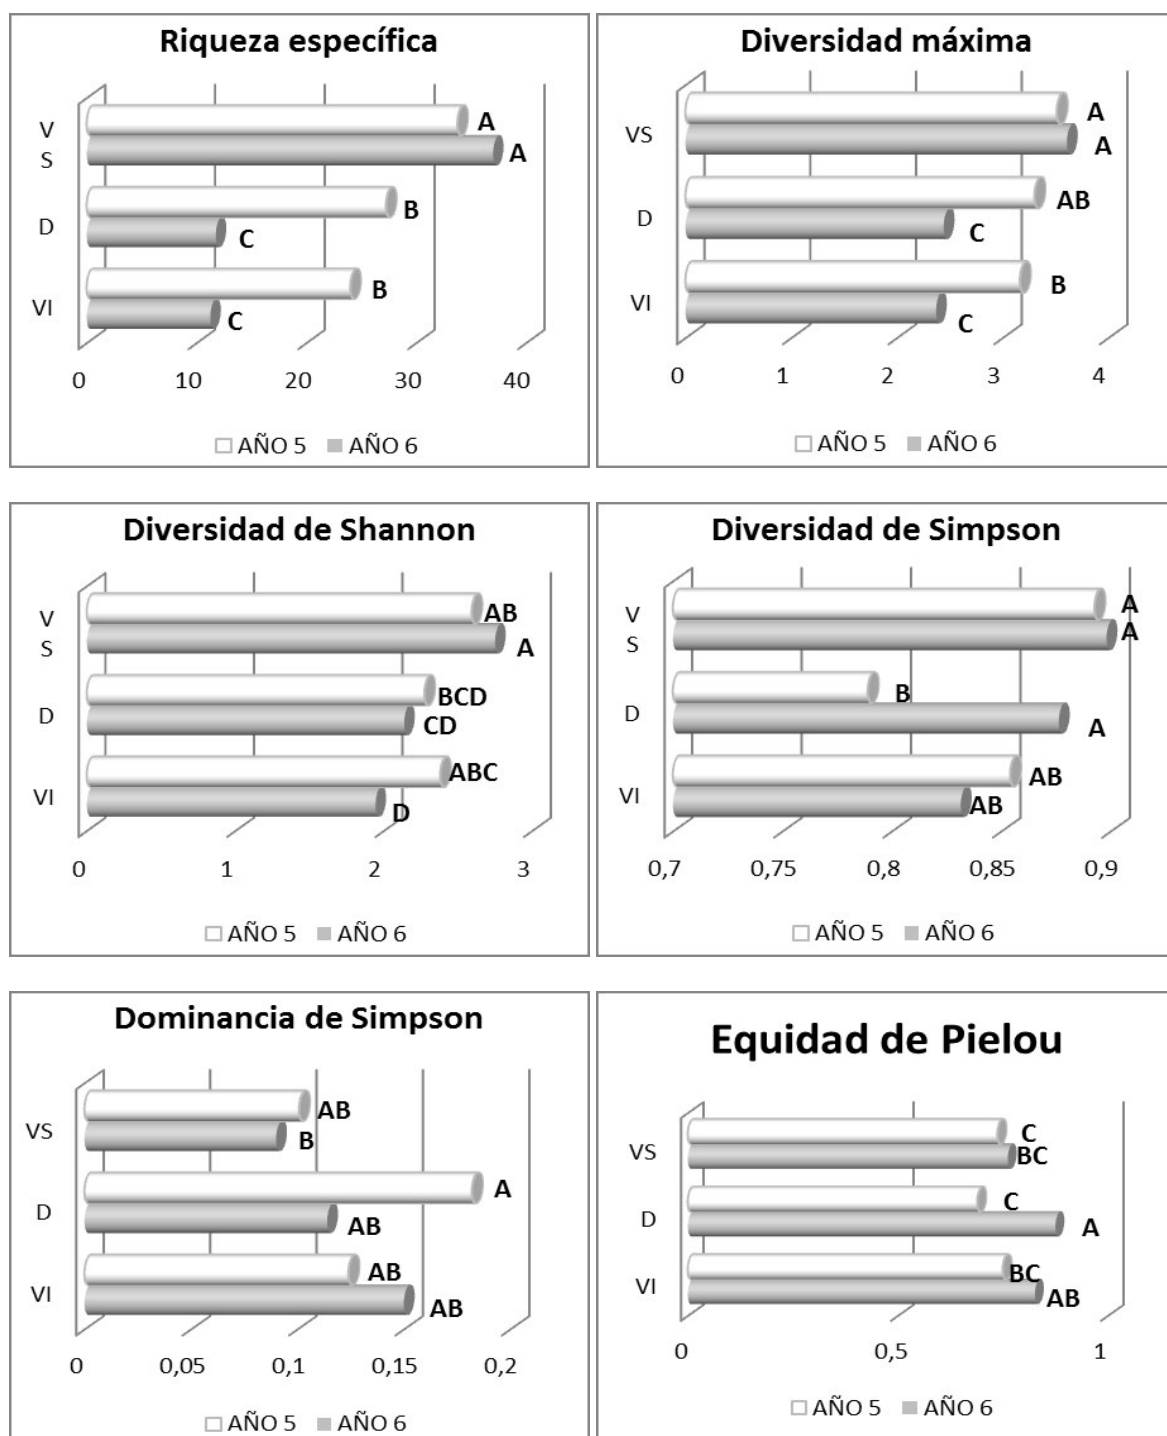 Riqueza específica
V
S
A
A
D
B
C
VI
B
C
0 10 20 30 40
AÑO 5 AÑO 6
Diversidad máxima
VS
A
A
D
AB
C
VI
B
C
0 1 2 3 4
AÑO 5 AÑO 6
Diversidad de Shannon
V
S
AB
A
D
BCD
CD
VI
ABC
D
0 1 2 3
AÑO 5 AÑO 6
Diversidad de Simpson
V
S
A
A
D
B
A
VI
AB
AB
0,7 0,75 0,8 0,85 0,9
AÑO 5 AÑO 6
Dominancia de Simpson
VS
AB
B
D
A
AB
VI
AB
AB
0 0,05 0,1 0,15 0,2
AÑO 5 AÑO 6
Equidad de Pielou
VS
C
BC
D
C
A
VI
BC
AB
0 0,5 1
AÑO 5 AÑO 6